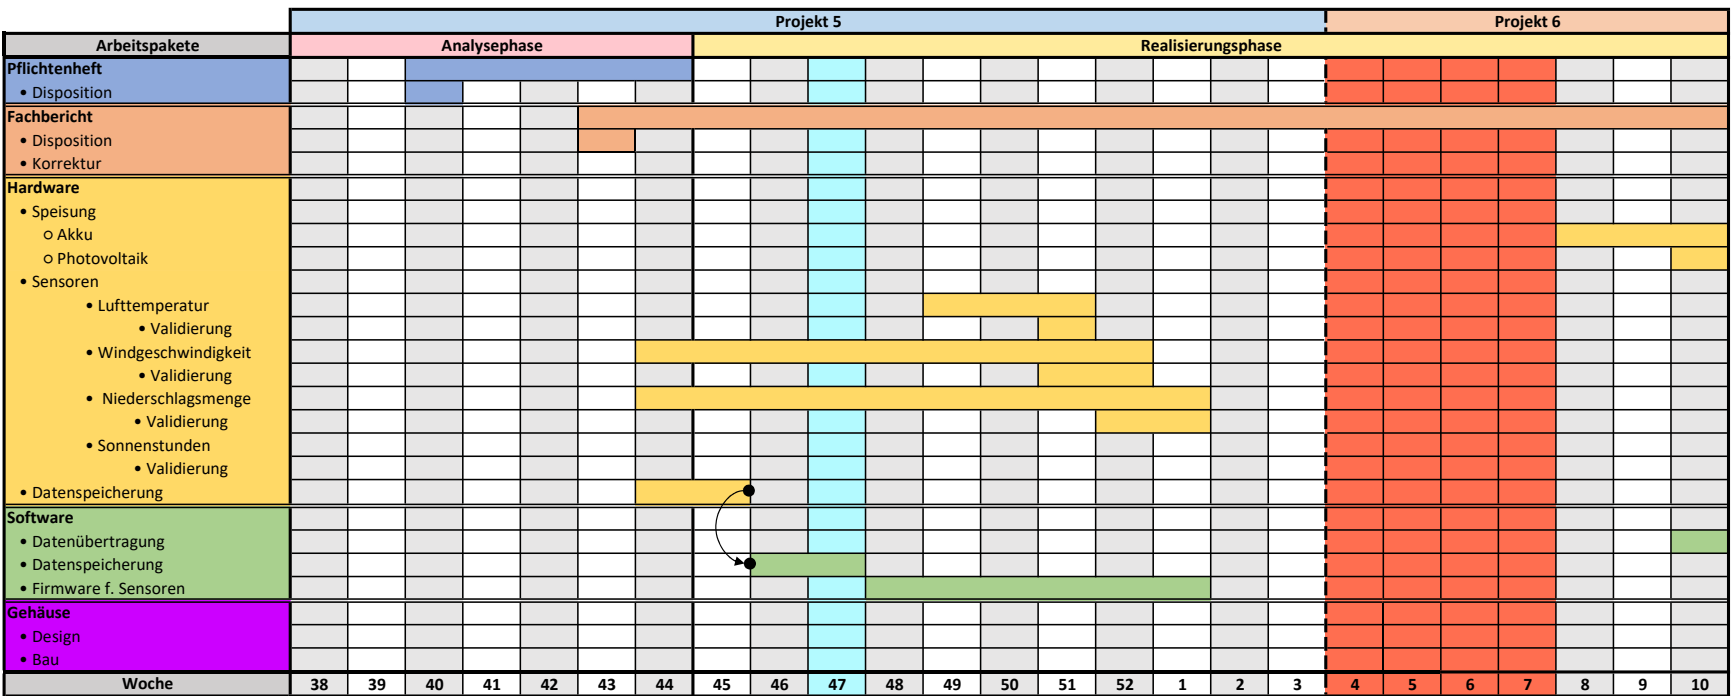 Projekt 5 Projekt 6
Arbeitspakete Analysephase Realisierungsphase
Pflichtenheft
• Disposition
Fachbericht
• Disposition
• Korrektur
Hardware
• Speisung
○ Akku
○ Photovoltaik
• Sensoren
• Lufttemperatur
• Validierung
• Windgeschwindigkeit
• Validierung
• Niederschlagsmenge
• Validierung
• Sonnenstunden
• Validierung
• Datenspeicherung
Software
• Datenübertragung
• Datenspeicherung
• Firmware f. Sensoren
Gehäuse
• Design
• Bau
Woche 38 39 40 41 42 43 44 45 46 47 48 49 50 51 52 1 2 3 4 5 6 7 8 9 10